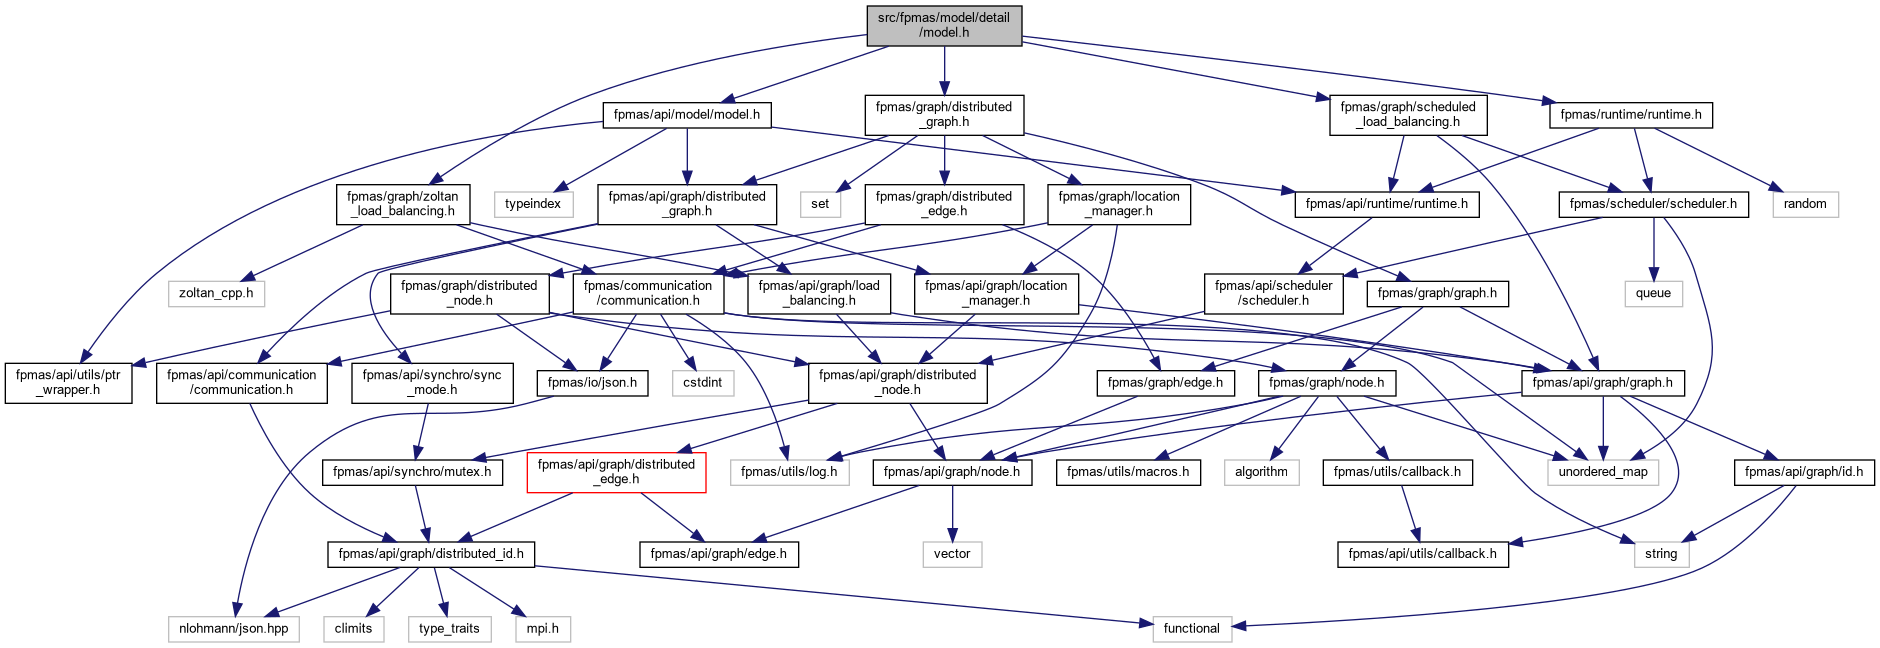 src/fpmas/model/detail
/model.h
fpmas/api/model/model.h
fpmas/graph/distributed
_graph.h
fpmas/graph/scheduled
_load_balancing.h
fpmas/runtime/runtime.h
fpmas/graph/zoltan
_load_balancing.h
typeindex
fpmas/api/graph/distributed
_graph.h
set
fpmas/graph/distributed
_edge.h
fpmas/graph/location
_manager.h
fpmas/api/runtime/runtime.h
fpmas/scheduler/scheduler.h
random
zoltan_cpp.h
fpmas/graph/distributed
_node.h
fpmas/communication
/communication.h
fpmas/api/graph/load
_balancing.h
fpmas/api/graph/location
_manager.h
fpmas/api/scheduler
/scheduler.h
fpmas/graph/graph.h
queue
fpmas/api/utils/ptr
_wrapper.h
fpmas/api/communication
/communication.h
fpmas/api/synchro/sync
_mode.h
fpmas/io/json.h
cstdint
fpmas/api/graph/distributed
_node.h
fpmas/graph/edge.h
fpmas/graph/node.h
fpmas/api/graph/graph.h
fpmas/api/synchro/mutex.h
fpmas/api/graph/distributed
_edge.h
fpmas/utils/log.h
fpmas/api/graph/node.h
fpmas/utils/macros.h
algorithm
fpmas/utils/callback.h
unordered_map
fpmas/api/graph/id.h
fpmas/api/graph/distributed_id.h
fpmas/api/graph/edge.h
vector
fpmas/api/utils/callback.h
string
nlohmann/json.hpp
climits
type_traits
mpi.h
functional